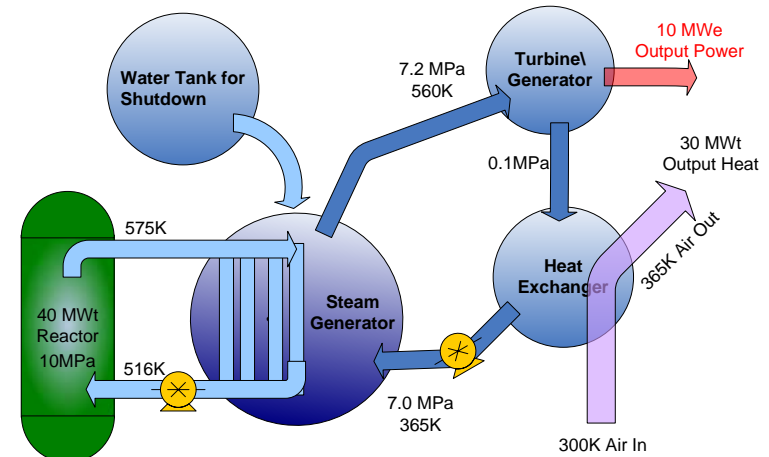 Water Tank for
Shutdown
7.2 MPa
560K
Turbine\
Generator
10 MWe
Output Power
0.1MPa
30 MWt
Output Heat
575K
365K Air Out
Heat
Exchanger
Steam
Generator
40 MWt
Reactor
10MPa
516K
7.0 MPa
365K
300K Air In